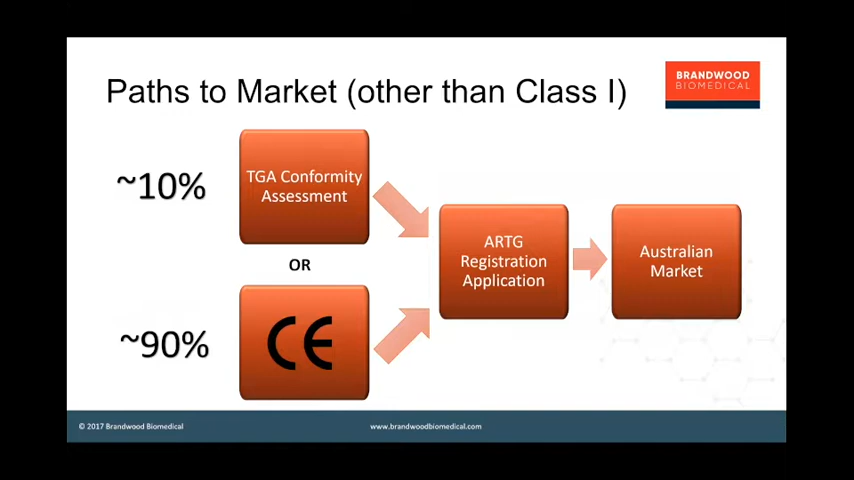 Paths to Market (other than Class I)
BRANDWOOD
BIOMEDICAL
~10%
TGA Conformity
Assessment
OR
~90%
CE
ARTG
Registration
Application
Australian
Market
© 2017 Brandwood Biomedical
www.brandwoodbiomedical.com